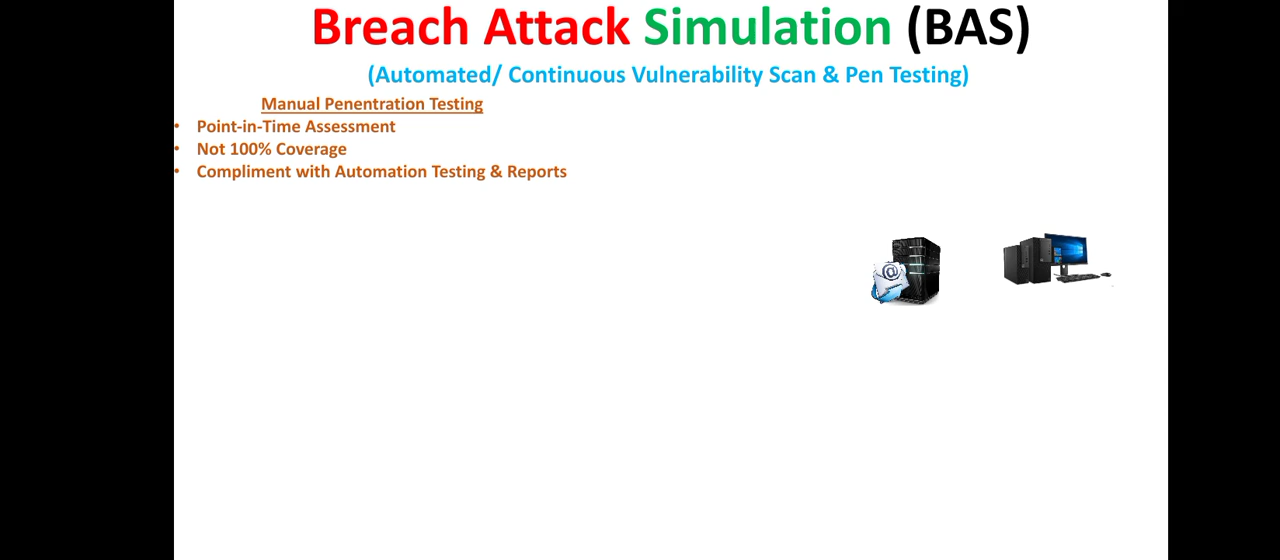 Breach Attack Simulation (BAS)
(Automated/ Continuous Vulnerability Scan & Pen Testing)
Manual Penentration Testing
• Point-in-Time Assessment
• Not 100% Coverage
• Compliment with Automation Testing & Reports
@